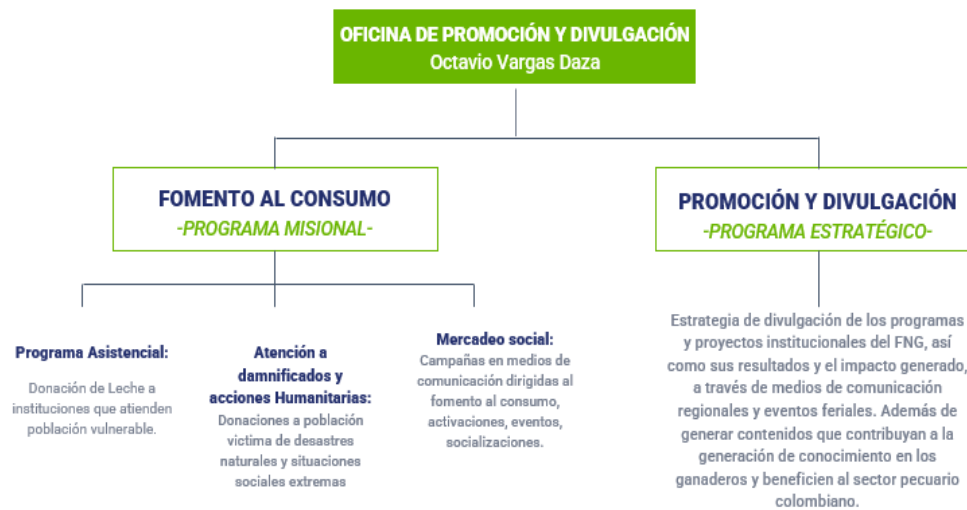 OFICINA DE PROMOCIÓN Y DIVULGACIÓN
Octavio Vargas Daza
FOMENTO AL CONSUMO
-PROGRAMA MISIONAL-
PROMOCIÓN Y DIVULGACIÓN
-PROGRAMA ESTRATÉGICO-
Programa Asistencial:
Donación de Leche a
instituciones que atienden
población vulnerable.
Atención a
damnificados y
acciones Humanitarias:
Donaciones a población
victima de desastres
naturales y situaciones
sociales extremas
Mercadeo social:
Campañas en medios de
comunicación dirigidas al
fomento al consumo,
activaciones, eventos,
socializaciones.
Estrategia de divulgación de los programas
y proyectos institucionales del FNG, así
como sus resultados y el impacto generado,
a través de medios de comunicación
regionales y eventos feriales. Además de
generar contenidos que contribuyan a la
generación de conocimiento en los
ganaderos y beneficien al sector pecuario
colombiano.